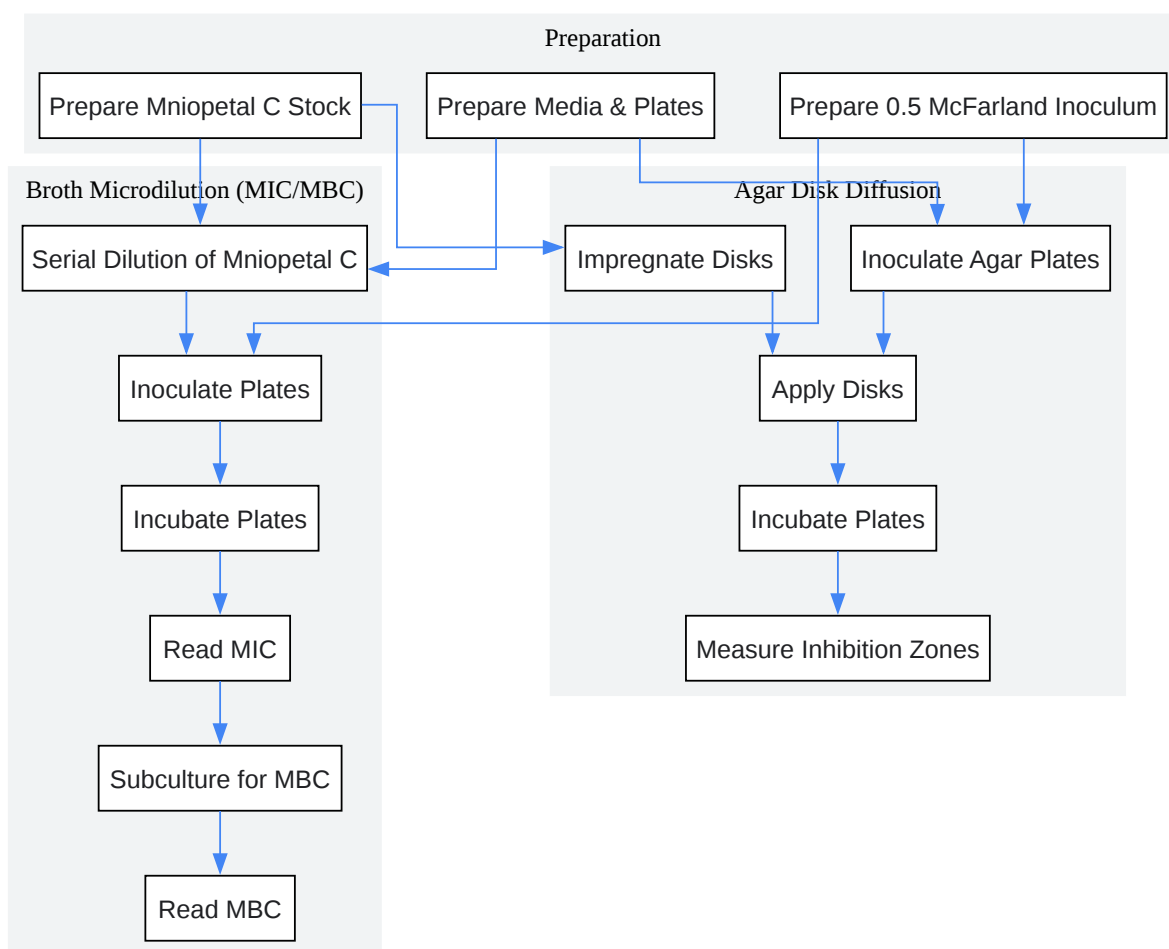 Preparation
Prepare Mniopetal C Stock
Prepare Media & Plates
Prepare 0.5 McFarland Inoculum
Broth Microdilution (MIC/MBC)
Agar Disk Diffusion
Serial Dilution of Mniopetal C
Impregnate Disks
Inoculate Agar Plates
Inoculate Plates
Apply Disks
Incubate Plates
Incubate Plates
Read MIC
Measure Inhibition Zones
Subculture for MBC
Read MBC